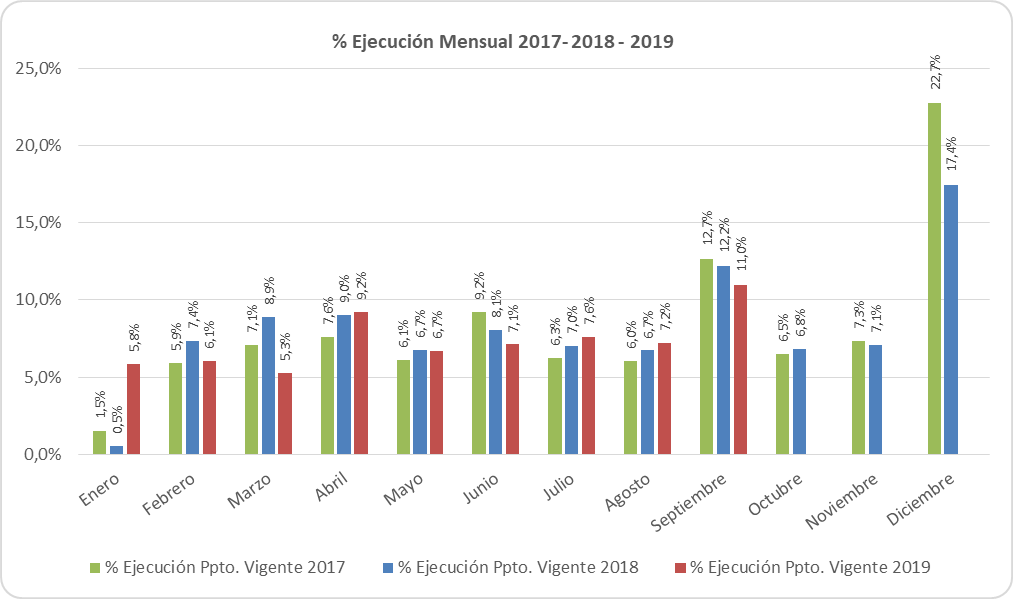 % Ejecución Mensual 2017- 2018 - 2019
25,0%
20,0%
15,0%
10,0%
5,0%
0,0%
1,5%
0,5%
5,8%
5,9%
7,4%
6,1%
7,1%
8,9%
5,3%
7,6%
9,0%
9,2%
6,1%
6,7%
6,7%
9,2%
8,1%
7,1%
6,3%
7,0%
7,6%
6,0%
6,7%
7,2%
12,7%
12,2%
11,0%
6,5%
6,8%
7,3%
7,1%
22,7%
17,4%
Enero
Febrero
Marzo
Abril
Mayo
Junio
Julio
Agosto
Septiembre
Octubre
Noviembre
Diciembre
% Ejecución Ppto. Vigente 2017
% Ejecución Ppto. Vigente 2018
% Ejecución Ppto. Vigente 2019